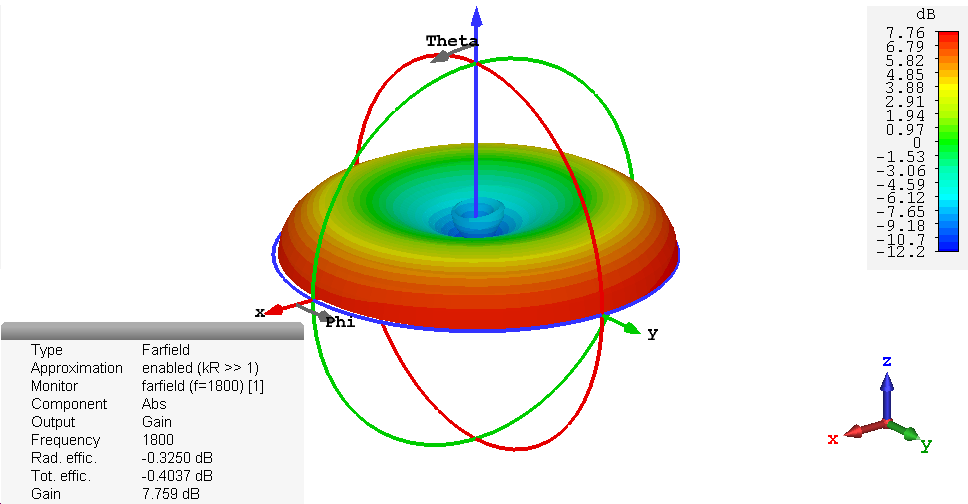 dB
7.76
6.79
5.82
4.85
3.88
2.91
1.94
0.97
0
-1.53
-3.06
-4.59
-6.12
-7.65
-9.18
-10.7
-12.2
Theta
x
Phi
y
z
x
y
Type Farfield
Approximation enabled (kR >> 1)
Monitor farfield (f=1800) [1]
Component Abs
Output Gain
Frequency 1800
Rad. effic. -0.3250 dB
Tot. effic. -0.4037 dB
Gain 7.759 dB